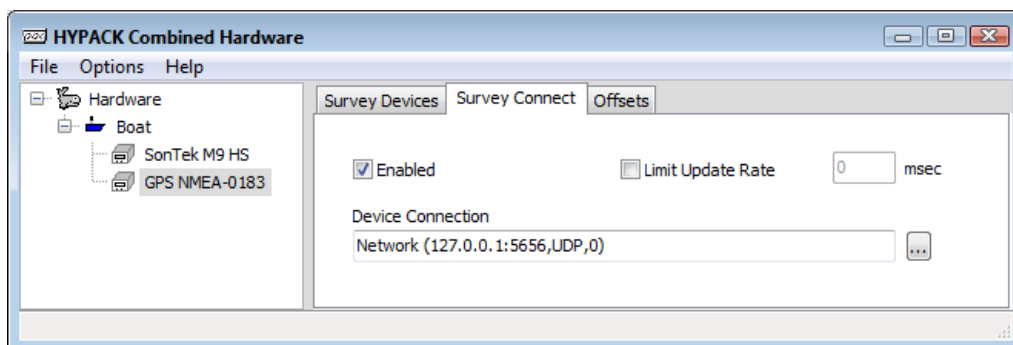 HYPACK Combined Hardware
File Options Help
Hardware
Boat
SonTek M9 HS
GPS NMEA-0183
Survey Devices Survey Connect Offsets
Enabled Limit Update Rate 0 msec
Device Connection
Network (127.0.0.1:5656,UDP,0)
...